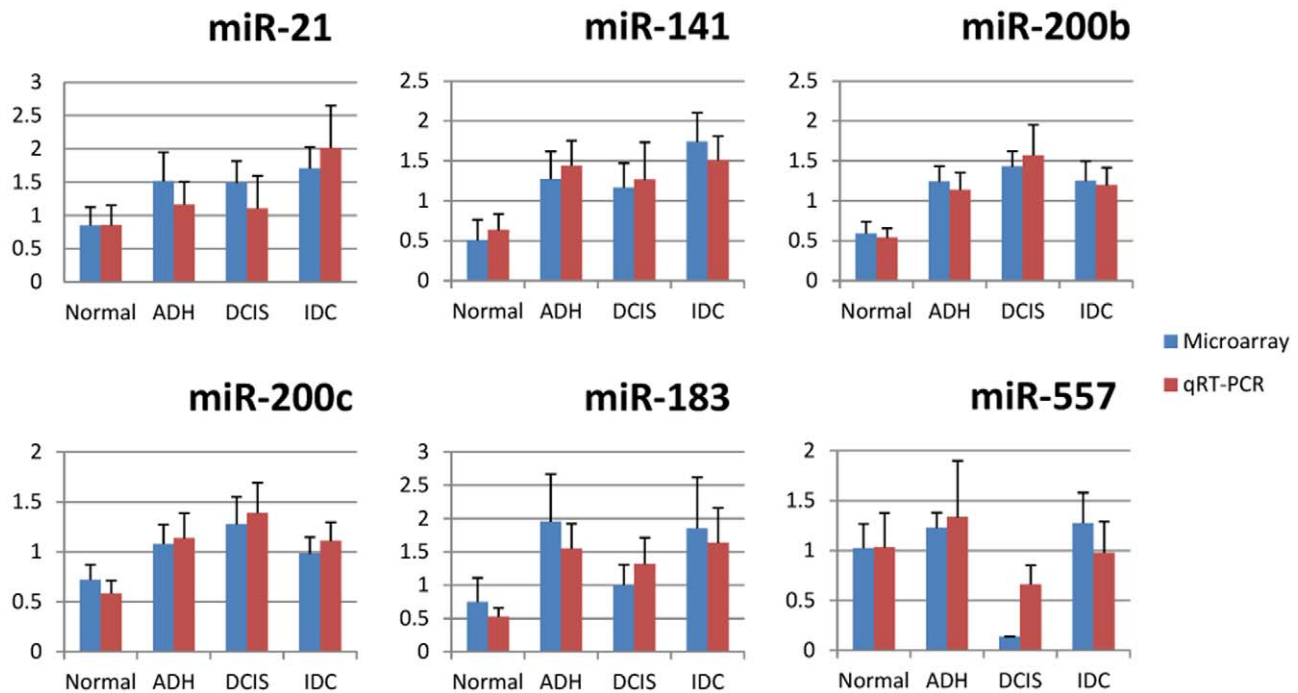 miR-21
3
2.5
2
1.5
1
0.5
0
Normal ADH DCIS IDC
miR-141
2.5
2
1.5
1
0.5
0
Normal ADH DCIS IDC
miR-200b
2.5
2
1.5
1
0.5
0
Normal ADH DCIS IDC
Microarray
qRT-PCR
miR-200c
2
1.5
1
0.5
0
Normal ADH DCIS IDC
miR-183
3
2.5
2
1.5
1
0.5
0
Normal ADH DCIS IDC
miR-557
2
1.5
1
0.5
0
Normal ADH DCIS IDC